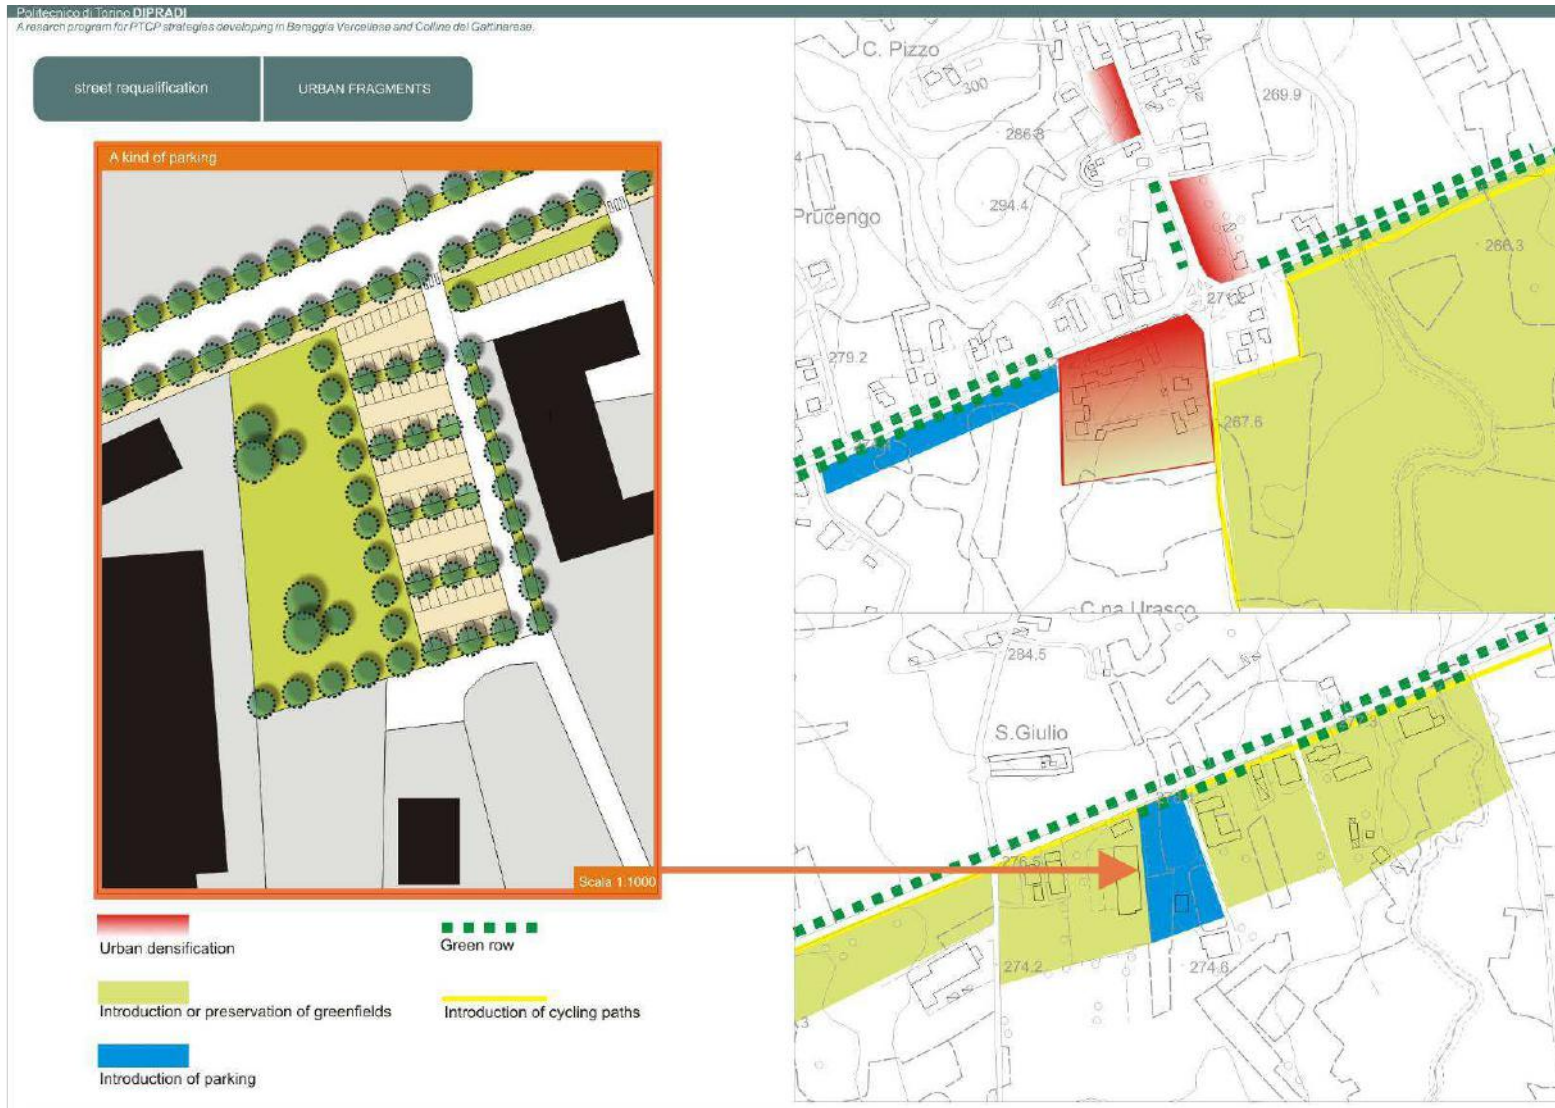 Politecnico di Torino DIPRADI
A resarch program for PTCP strategies developing in Baraggia Vercellese and Colline del Gattinarese.
street requalification
URBAN FRAGMENTS
A kind of parking
Scala 1:1000
Urban densification
Green row
Introduction or preservation of greenfields
Introduction of cycling paths
Introduction of parking
C. Pizzo
300
269.9
286.8
294.4
Prucengo
266.3
271.2
279.2
267.6
C.na Urasco
284.5
S.Giulio
276.5
274.2
274.6